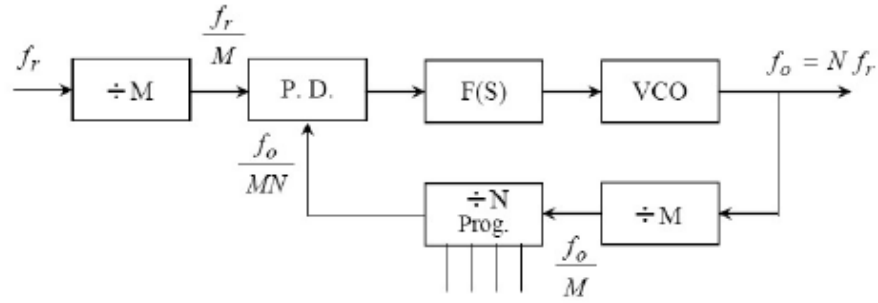 f_r
÷M
f_r/M
P. D.
F(S)
VCO
f_o = N f_r
f_o/MN
÷N
Prog.
f_o/M
÷M